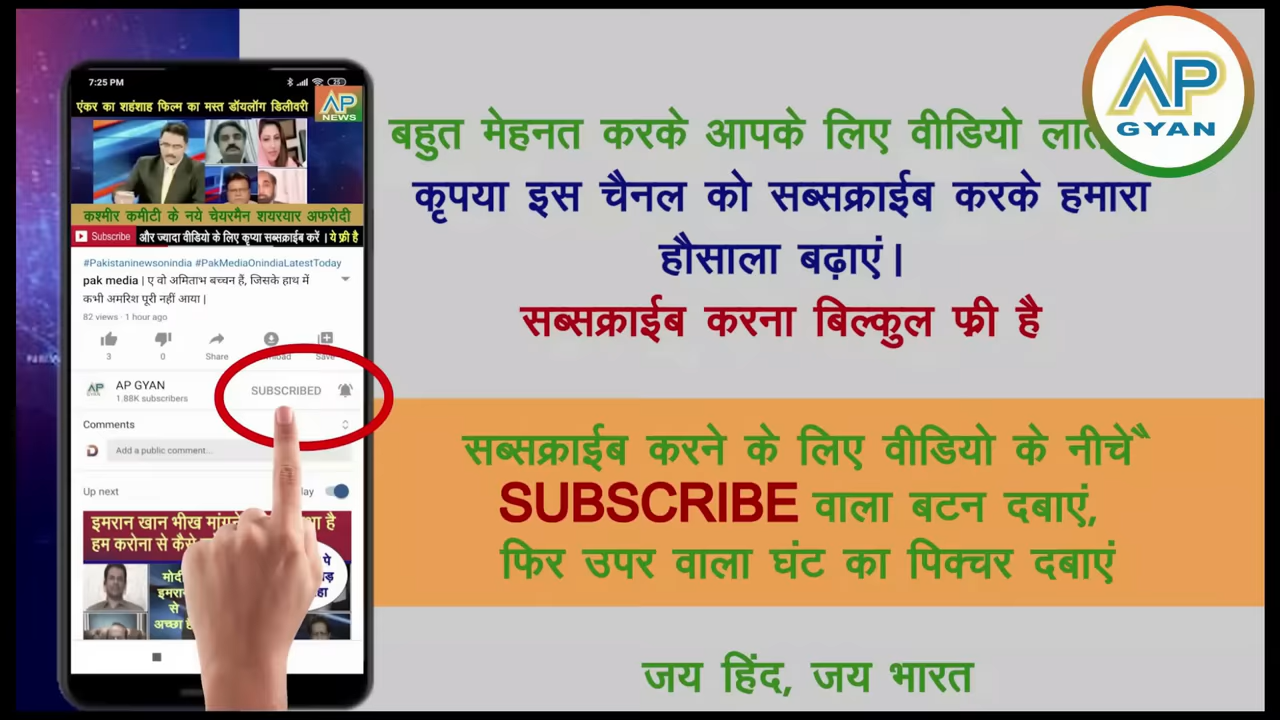 7:25 PM
एंकर का शहंशाह फिल्म का मस्त डॉयलॉग डिलीवरी
AP
NEWS
कश्मीर कमीटी के नये चेयरमैन शयरयार अफरीदी
Subscribe और ज्यादा वीडियो के लिए कृप्या सब्सक्राईब करें । ये फ्री है
#Pakistaninewsonindia #PakMediaOnindiaLatestToday
pak media | ए वो अमिताभ बच्चन हैं, जिसके हाथ में
कभी अमरिश पूरी नहीं आया |
82 views · 1 hour ago
3 0 Share Save
AP GYAN
1.88K subscribers
SUBSCRIBED
Comments
Add a public comment...
Up next
इमरान खान भीख मांगने है
हम करोना से कैसे
मोदी
इमरान
से
अच्छा है
AP
GYAN
बहुत मेहनत करके आपके लिए वीडियो
कृपया इस चैनल को सब्सक्राईब करके हमारा
हौसाला बढ़ाएं।
सब्सक्राईब करना बिल्कुल फ्री है
सब्सक्राईब करने के लिए वीडियो के नीचे"
SUBSCRIBE वाला बटन दबाएं,
फिर उपर वाला घंट का पिक्चर दबाएं
जय हिंद, जय भारत